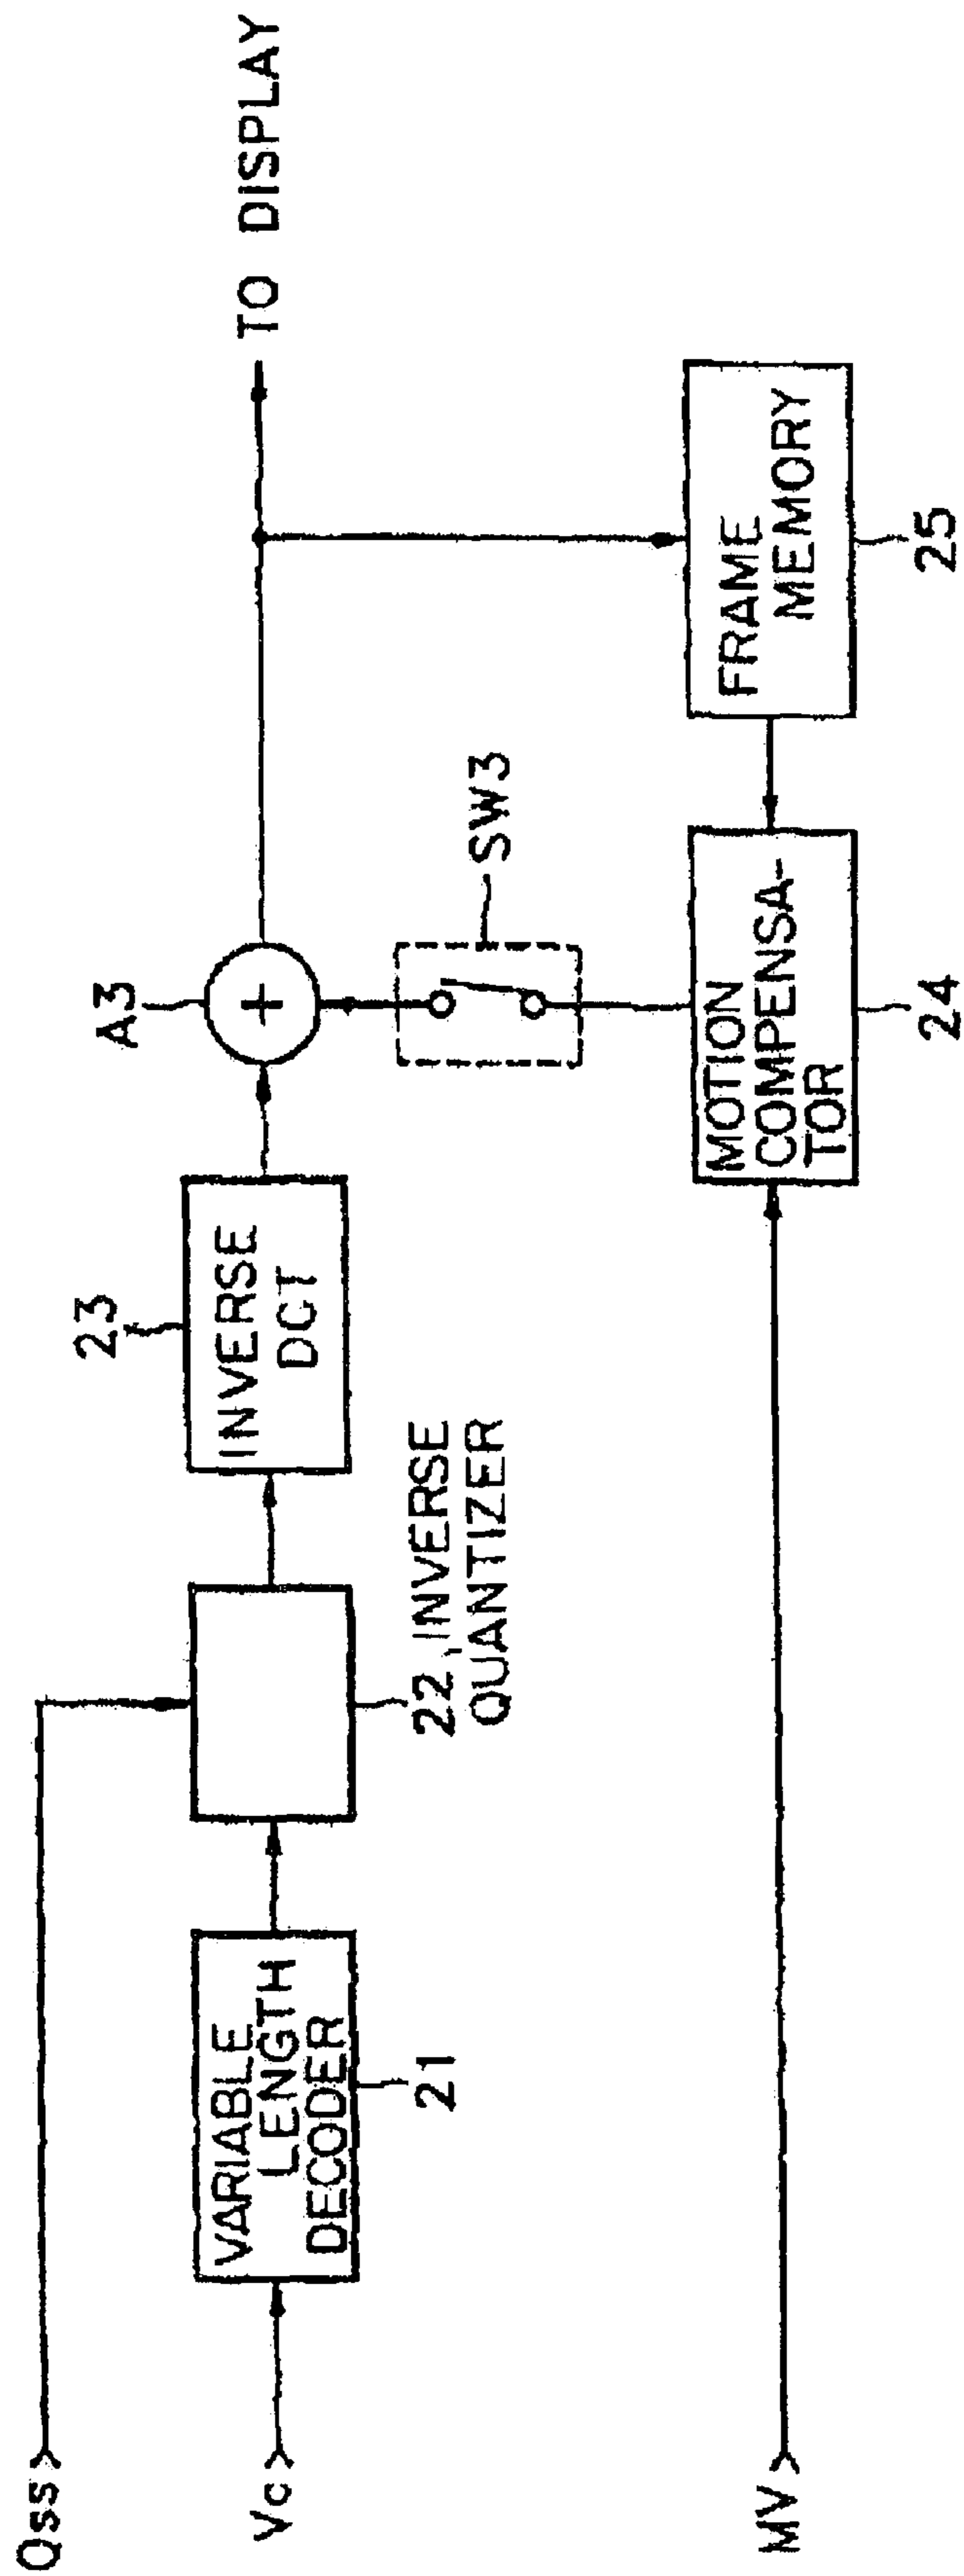 Qss
Vc
MV
VARIABLE
LENGTH
DECODER
21
22, INVERSE
QUANTIZER
23
INVERSE
DCT
A3
+
SW3
TO DISPLAY
MOTION
COMPENSA-
TOR
24
FRAME
MEMORY
25